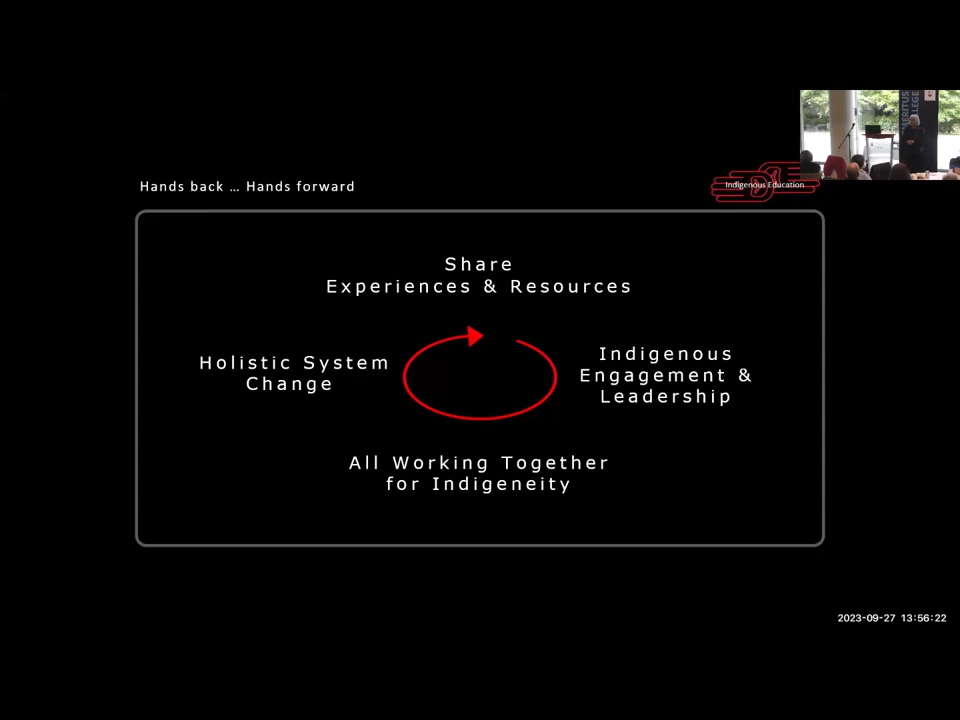 Hands back … Hands forward
Indigenous Education
Share
Experiences & Resources
Holistic System
Change
Indigenous
Engagement &
Leadership
All Working Together
for Indigeneity
2023-09-27 13:56:22